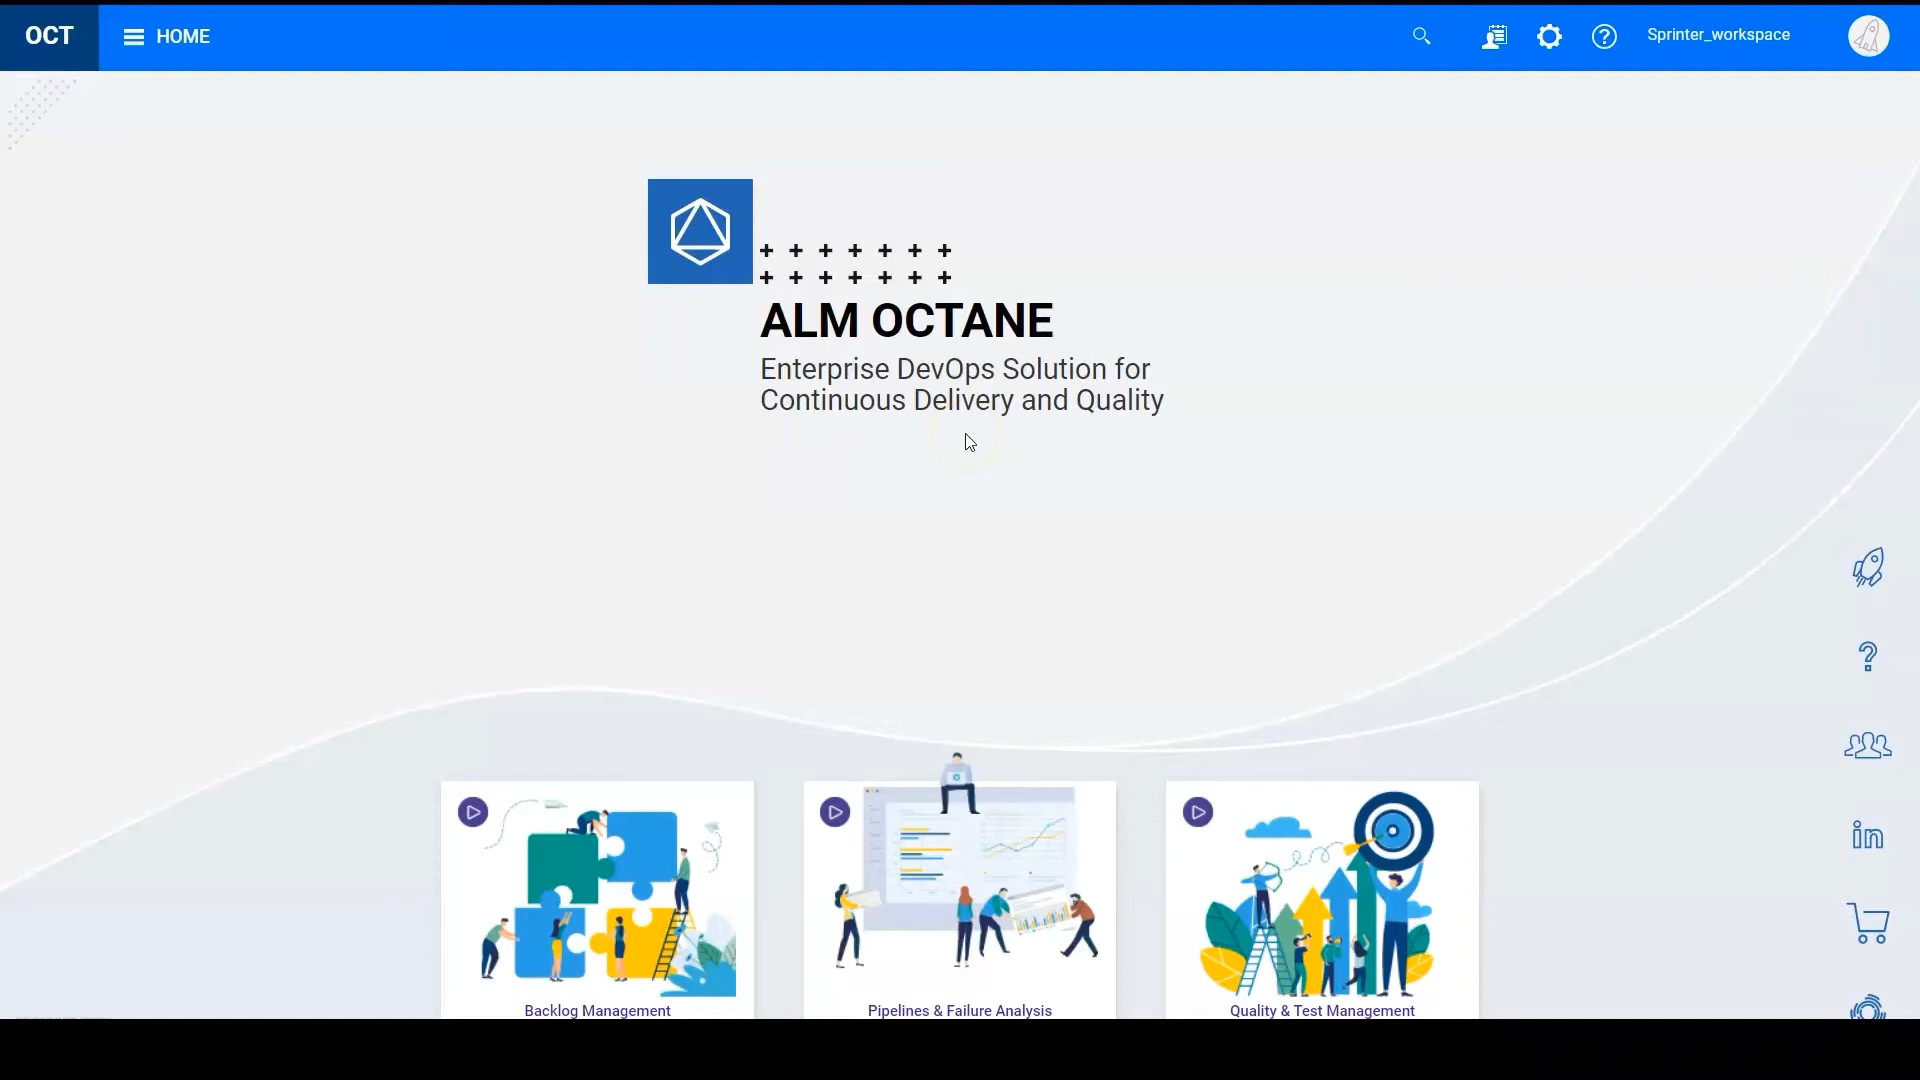 OCT
HOME
Sprinter_workspace
ALM OCTANE
Enterprise DevOps Solution for
Continuous Delivery and Quality
Backlog Management
Pipelines & Failure Analysis
Quality & Test Management